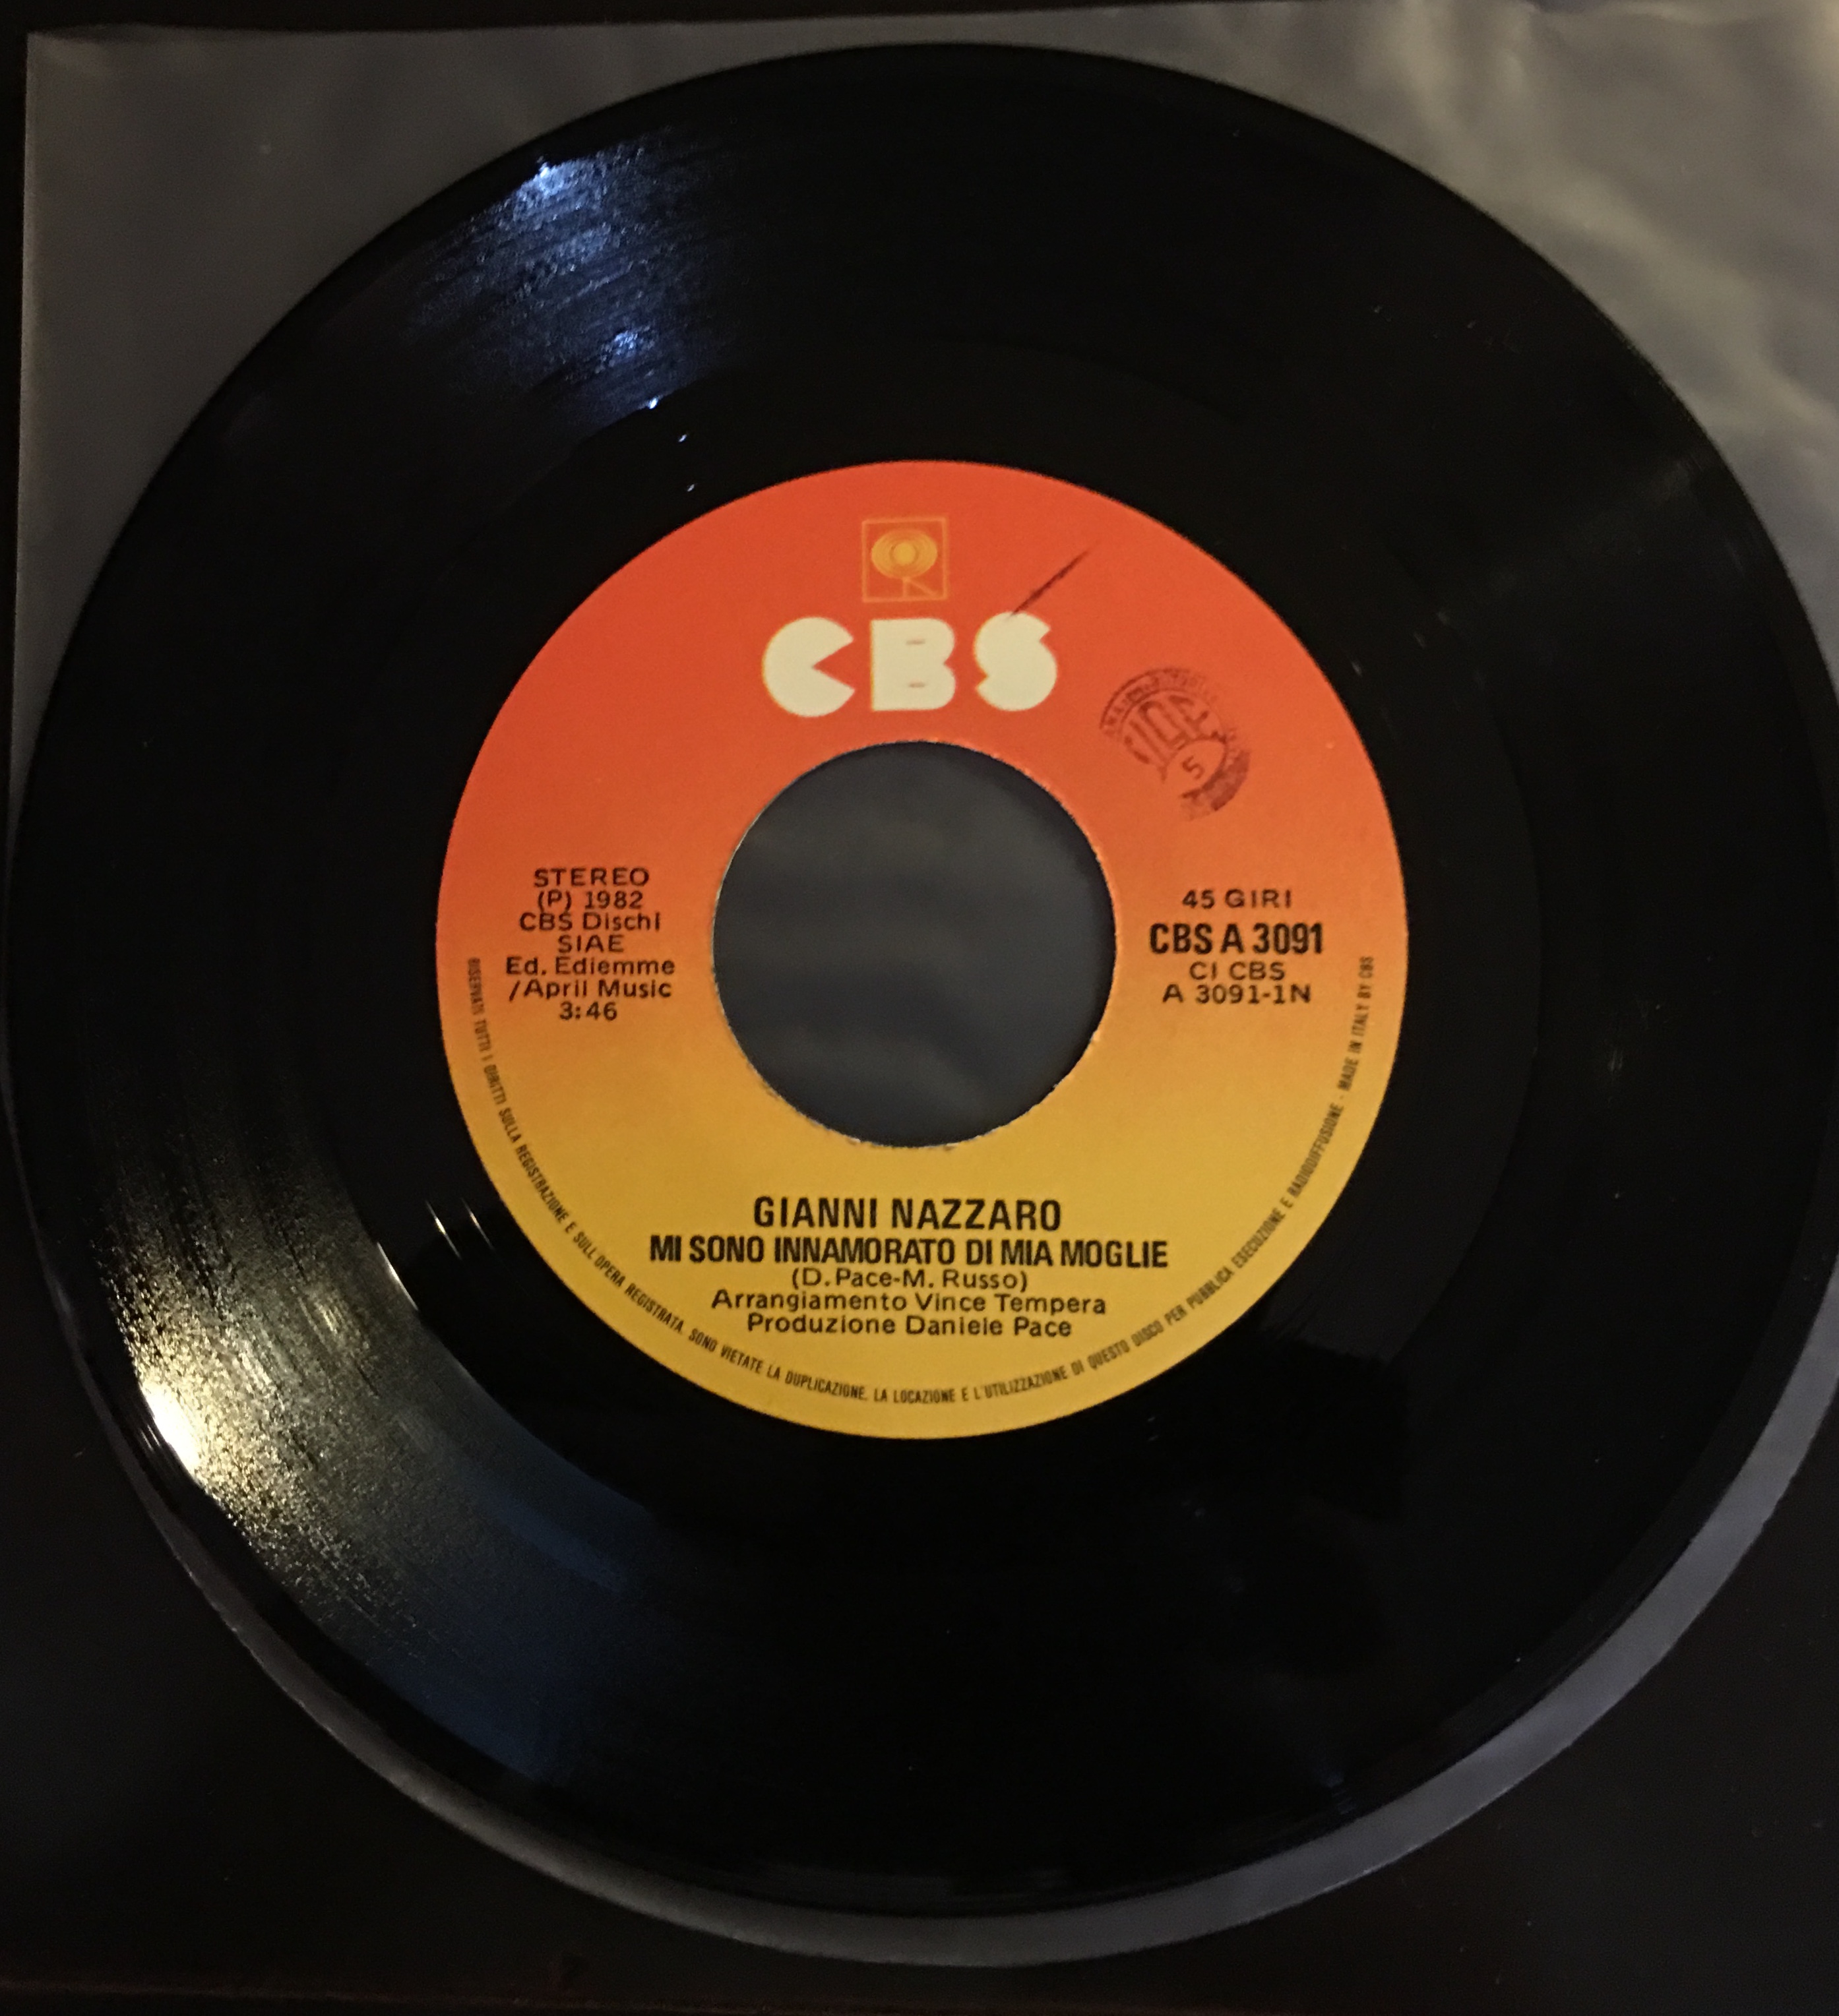 CBS
STEREO
(P) 1982
CBS Dischi
SIAE
Ed. Ediemme
/April Music
3:46
45 GIRI
CBS A 3091
CI CBS
A 3091-1N
5
GIANNI NAZZARO
MI SONO INNAMORATO DI MIA MOGLIE
(D. Pace-M. Russo)
Arrangiamento Vince Tempera
Produzione Daniele Pace
RISERVATI TUTTI I DIRITTI SULLA REGISTRAZIONE E SULL'OPERA REGISTRATA. SONO VIETATE LA DUPLICAZIONE, LA LOCAZIONE E L'UTILIZZAZIONE DI QUESTO DISCO PER PUBBLICA ESECUZIONE E RADIODIFFUSIONE - MADE IN ITALY BY CBS